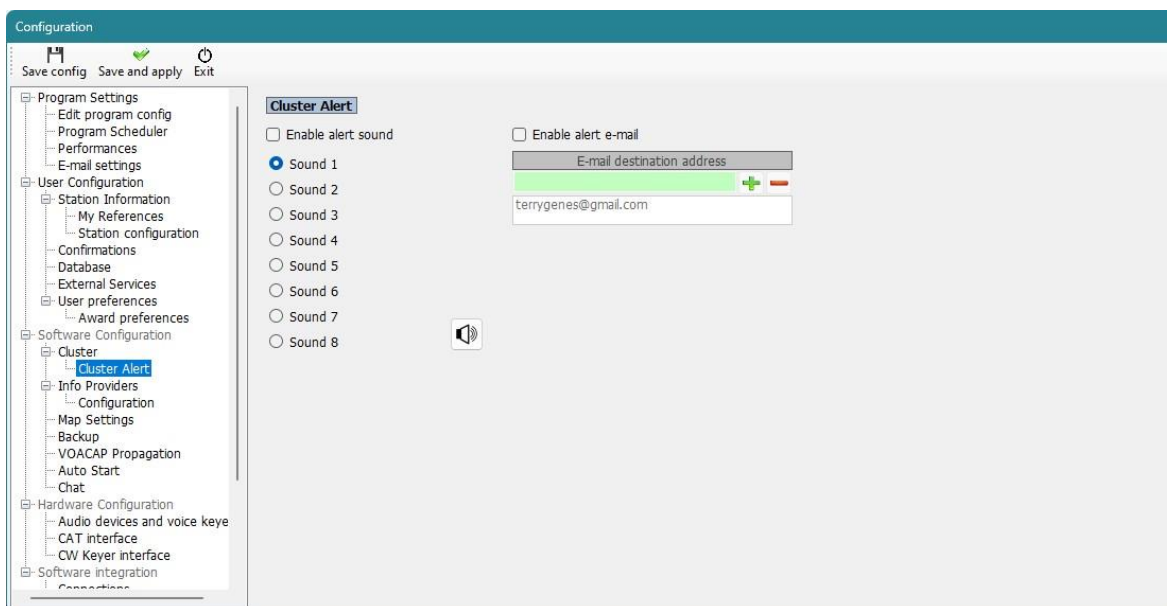 Configuration
Save config Save and apply Exit
Program Settings
Edit program config
Program Scheduler
Performances
E-mail settings
User Configuration
Station Information
My References
Station configuration
Confirmations
Database
External Services
User preferences
Award preferences
Software Configuration
Cluster
Cluster Alert
Info Providers
Configuration
Map Settings
Backup
VOACAP Propagation
Auto Start
Chat
Hardware Configuration
Audio devices and voice keye
CAT interface
CW Keyer interface
Software integration
Connections
Cluster Alert
Enable alert sound
Sound 1
Sound 2
Sound 3
Sound 4
Sound 5
Sound 6
Sound 7
Sound 8
Enable alert e-mail
E-mail destination address
terrygenes@gmail.com